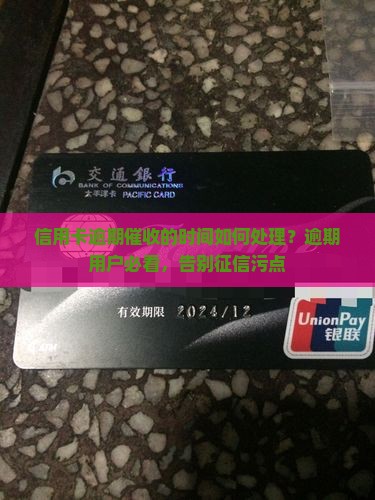 交通銀行
BANK OF COMMUNICATIONS
太平洋卡 PACIFIC CARD
信用卡逾期催收的时间如何处理？逾期
用户必看，告别征信污点
有效期限 2024/12
UnionPay
银联
ATM